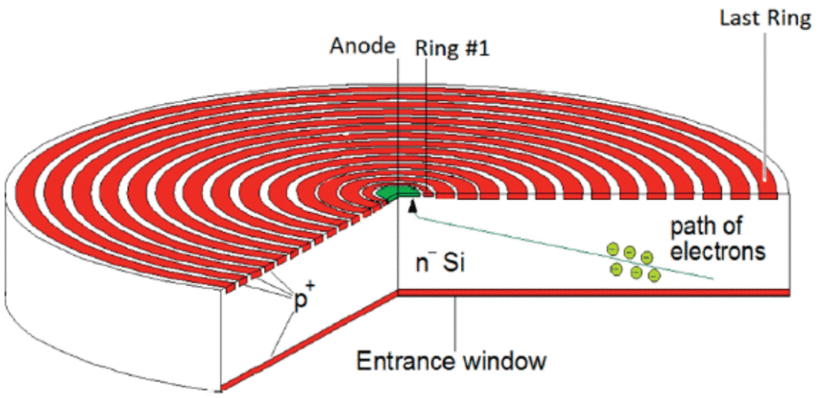 Last Ring
Anode Ring #1
path of
electrons
n⁻ Si
p⁺
Entrance window